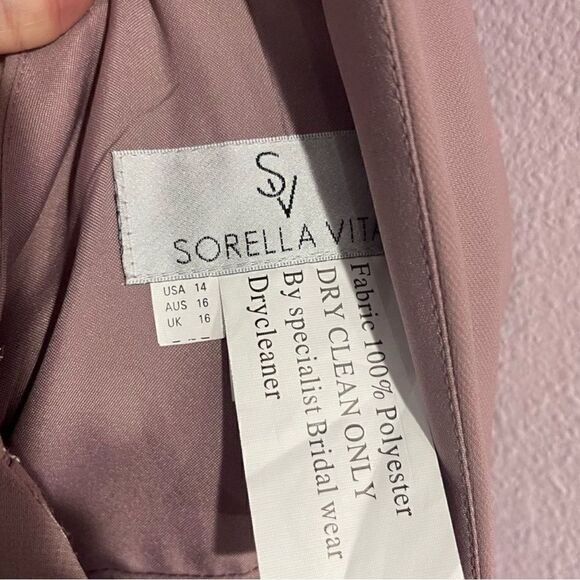 SV
SORELLA VITA
USA 14
AUS 16
UK 16
Fabric 100% Polyester
DRY CLEAN ONLY
By specialist Bridal wear
Drycleaner